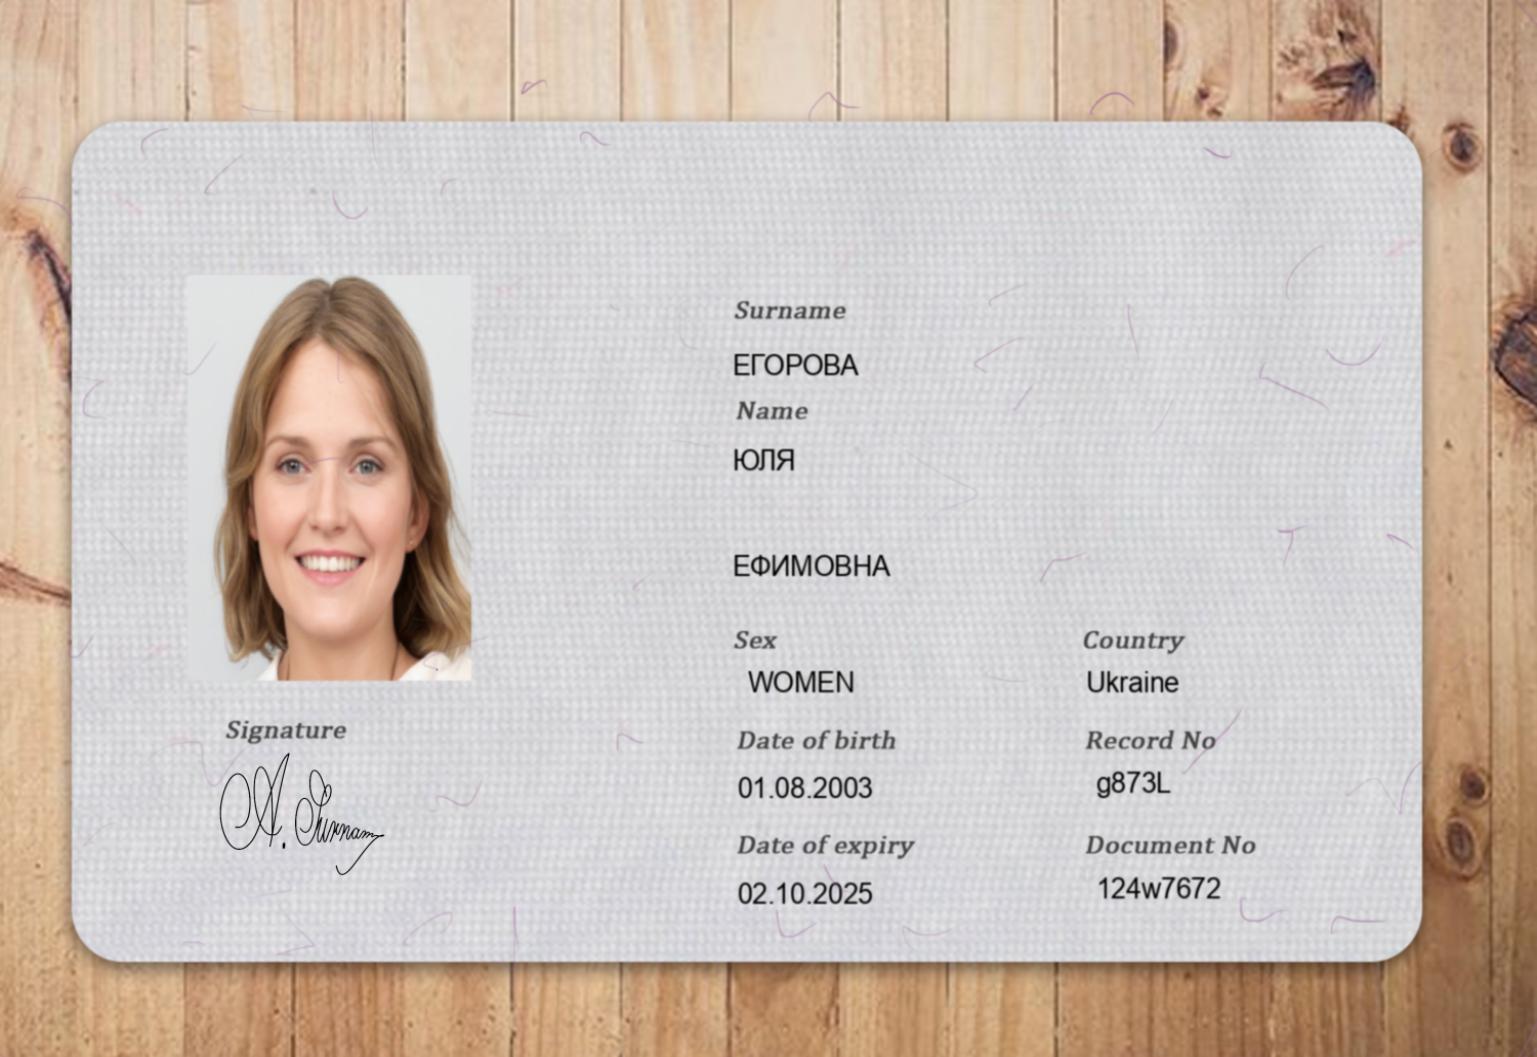 Surname
ЕГОРОВА
Name
ЮЛЯ
ЕФИМОВНА
Sex
WOMEN
Country
Ukraine
Date of birth
01.08.2003
Record No
g873L
Date of expiry
02.10.2025
Document No
124w7672
Signature
A. Surnam